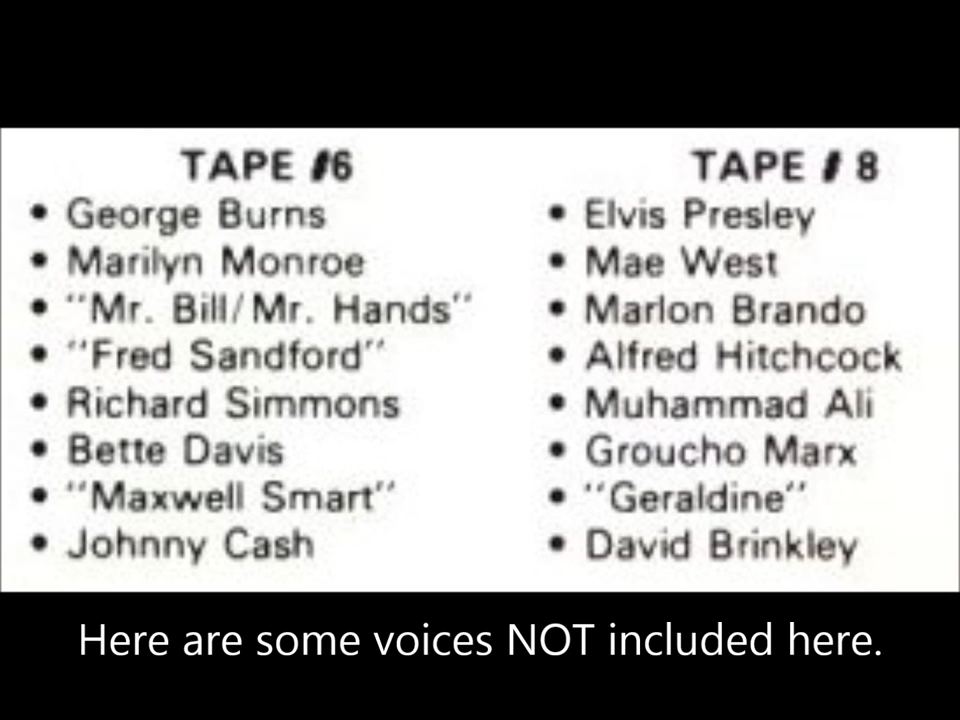 TAPE #6
• George Burns
• Marilyn Monroe
• "Mr. Bill/Mr. Hands"
• "Fred Sandford"
• Richard Simmons
• Bette Davis
• "Maxwell Smart"
• Johnny Cash
TAPE # 8
• Elvis Presley
• Mae West
• Marlon Brando
• Alfred Hitchcock
• Muhammad Ali
• Groucho Marx
• "Geraldine"
• David Brinkley
Here are some voices NOT included here.